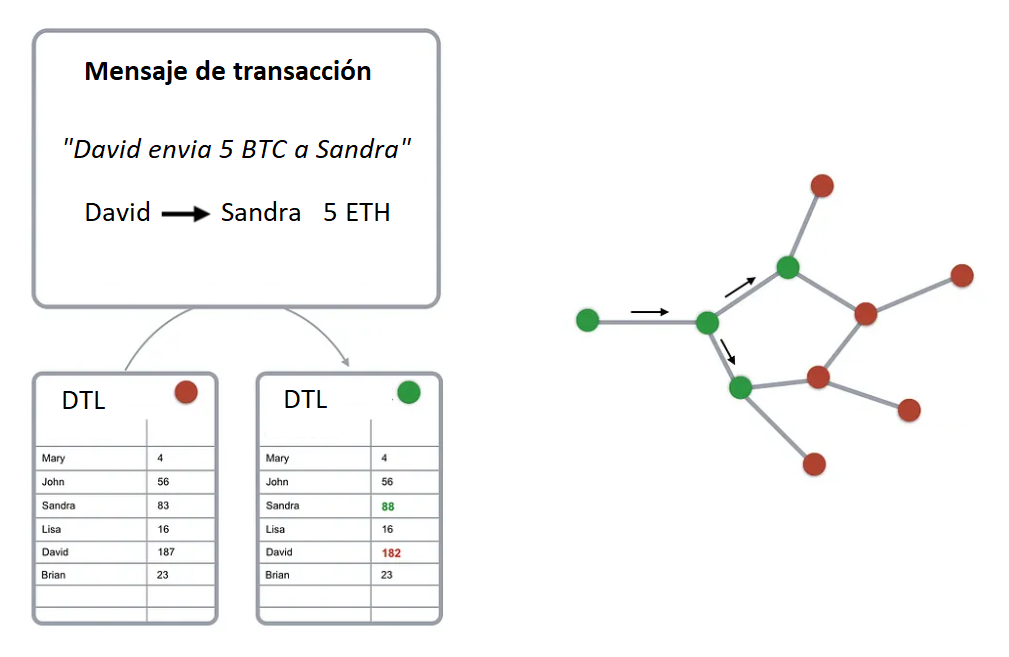 Mensaje de transacción
"David envia 5 BTC a Sandra"
David Sandra 5 ETH
DTL
Mary 4
John 56
Sandra 83
Lisa 16
David 187
Brian 23
DTL
Mary 4
John 56
Sandra 88
Lisa 16
David 182
Brian 23